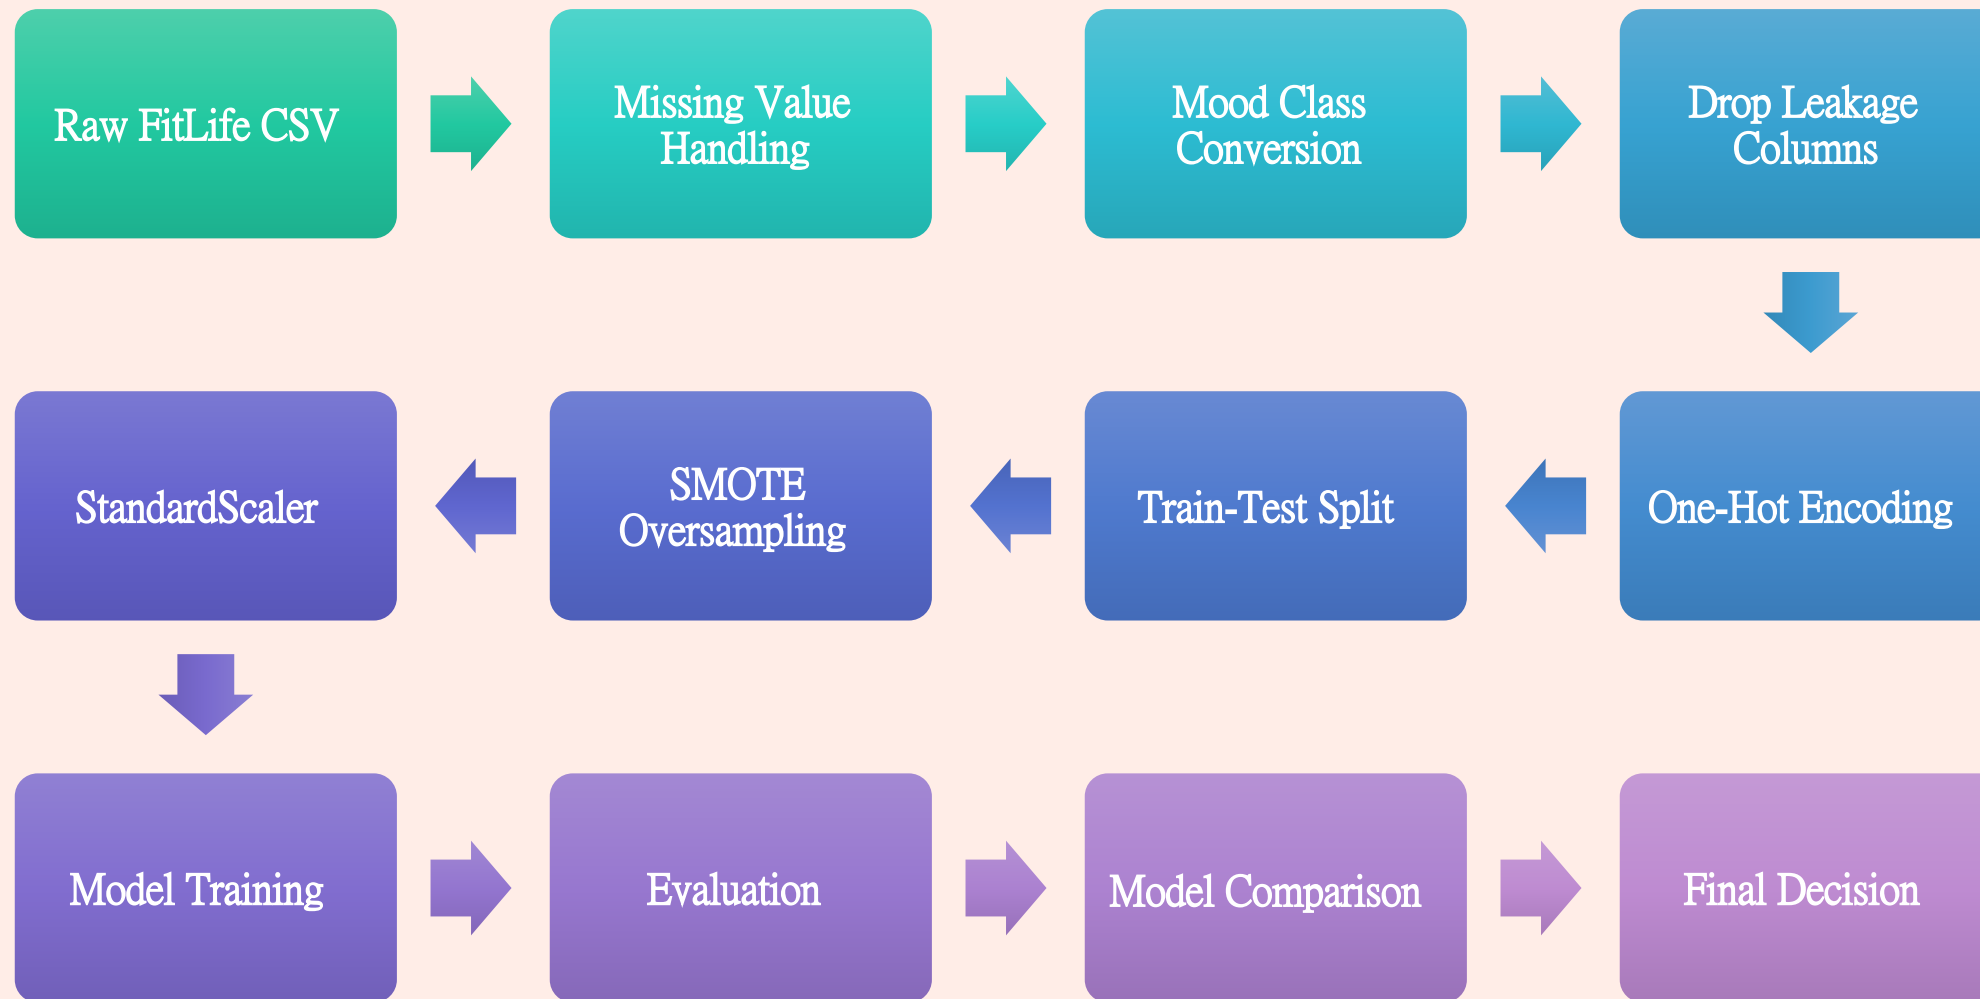 Raw FitLife CSV
Missing Value
Handling
Mood Class
Conversion
Drop Leakage
Columns
One-Hot Encoding
Train-Test Split
SMOTE
Oversampling
StandardScaler
Model Training
Evaluation
Model Comparison
Final Decision